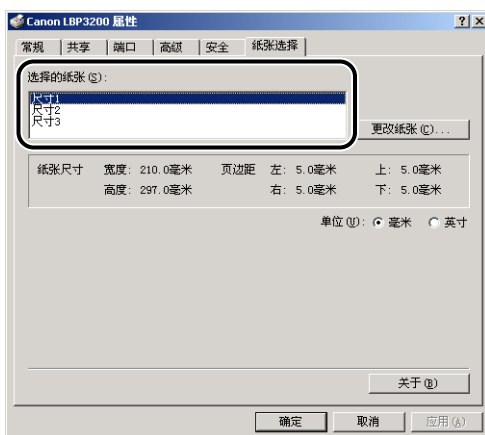 Canon LBP3200 属性
常规 共享 端口 高级 安全 纸张选择
选择的纸张(S):
尺寸1
尺寸2
尺寸3
更改纸张(C)...
纸张尺寸 宽度: 210.0毫米 页边距 左: 5.0毫米 上: 5.0毫米
高度: 297.0毫米 右: 5.0毫米 下: 5.0毫米
单位(U): 毫米 英寸
关于(B)
确定 取消 应用(A)